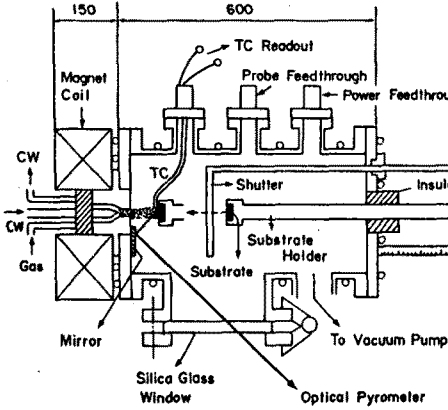 150
600
TC Readout
Magnet
Coil
Probe Feedthrough
Power Feedthrou
CW
TC
Shutter
Insul
CW
Gas
Substrate
Holder
Substrate
Mirror
To Vacuum Pump
Silica Glass
Window
Optical Pyrometer